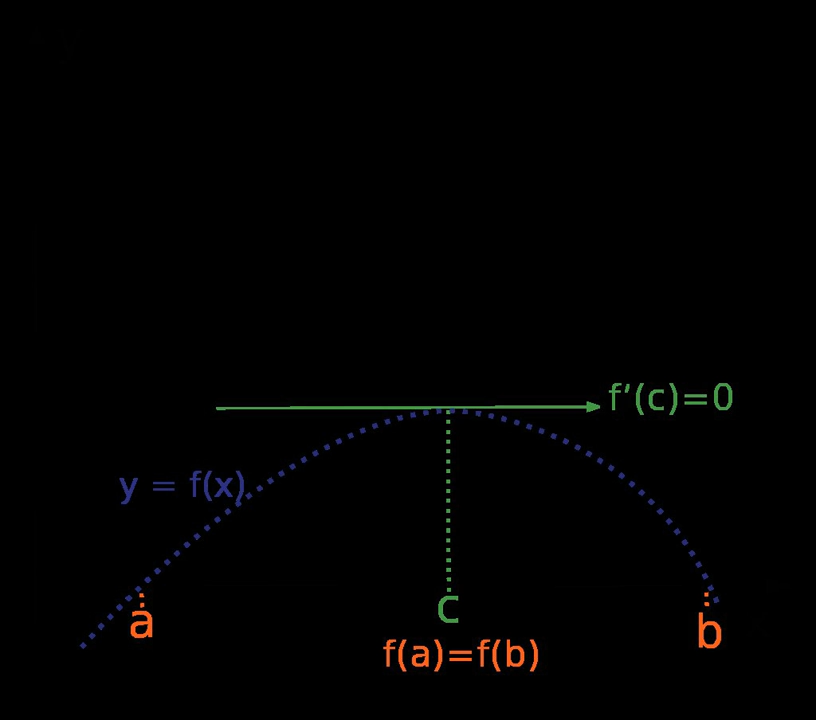 f'(c)=0
y = f(x)
a
c
b
f(a)=f(b)